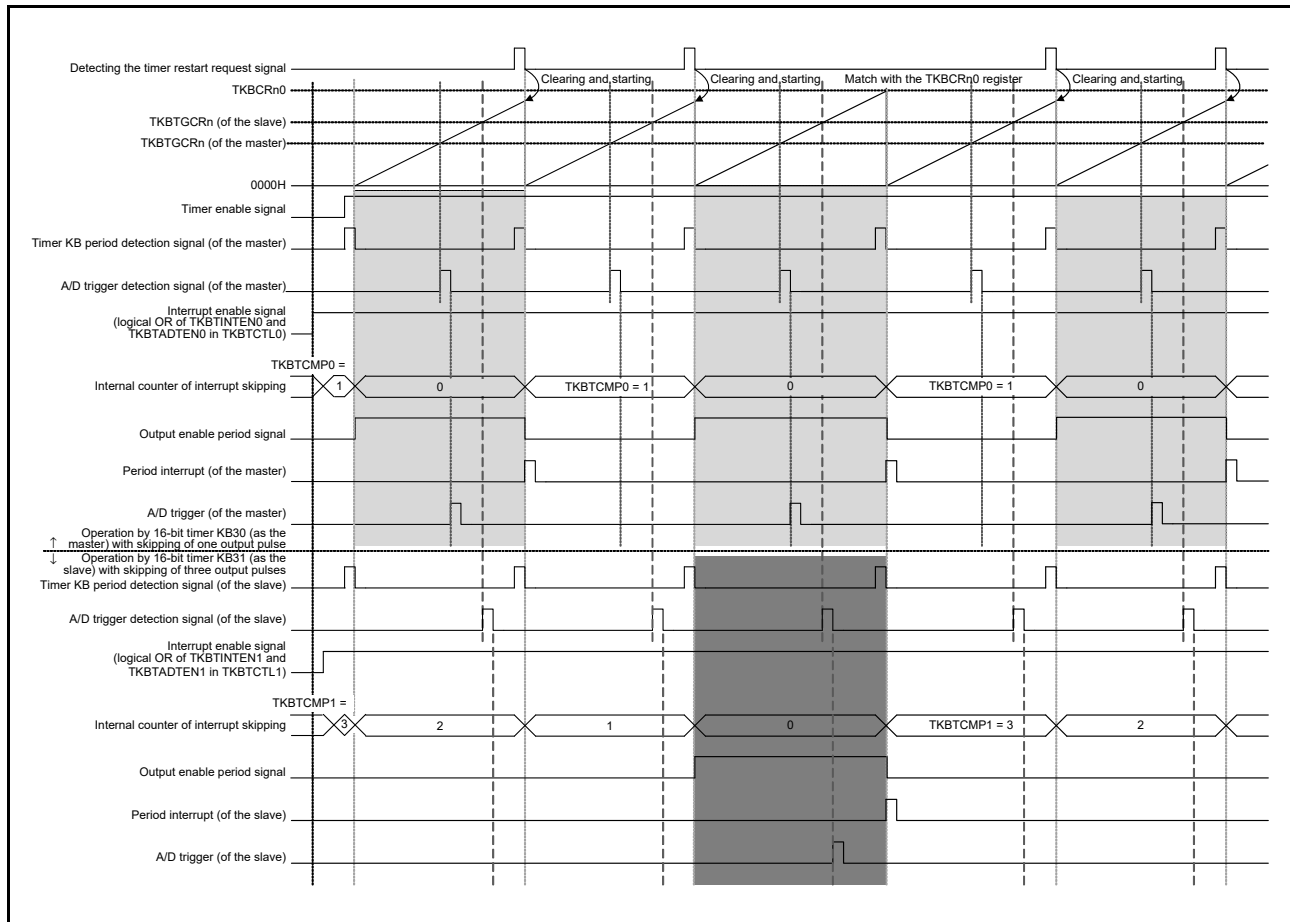 Detecting the timer restart request signal
Clearing and starting
Clearing and starting
Match with the TKBCRn0 register
Clearing and starting
TKBCRn0
TKBTGCRn (of the slave)
TKBTGCRn (of the master)
0000H
Timer enable signal
Timer KB period detection signal (of the master)
A/D trigger detection signal (of the master)
Interrupt enable signal
(logical OR of TKBTINTEN0 and
TKBTADTEN0 in TKBTCTL0)
TKBTCMP0 =
Internal counter of interrupt skipping
1
0
TKBTCMP0 = 1
0
TKBTCMP0 = 1
0
Output enable period signal
Period interrupt (of the master)
A/D trigger (of the master)
↑ Operation by 16-bit timer KB30 (as the
master) with skipping of one output pulse
↓ Operation by 16-bit timer KB31 (as the
slave) with skipping of three output pulses
Timer KB period detection signal (of the slave)
A/D trigger detection signal (of the slave)
Interrupt enable signal
(logical OR of TKBTINTEN1 and
TKBTADTEN1 in TKBTCTL1)
TKBTCMP1 =
Internal counter of interrupt skipping
3
2
1
0
TKBTCMP1 = 3
2
Output enable period signal
Period interrupt (of the slave)
A/D trigger (of the slave)